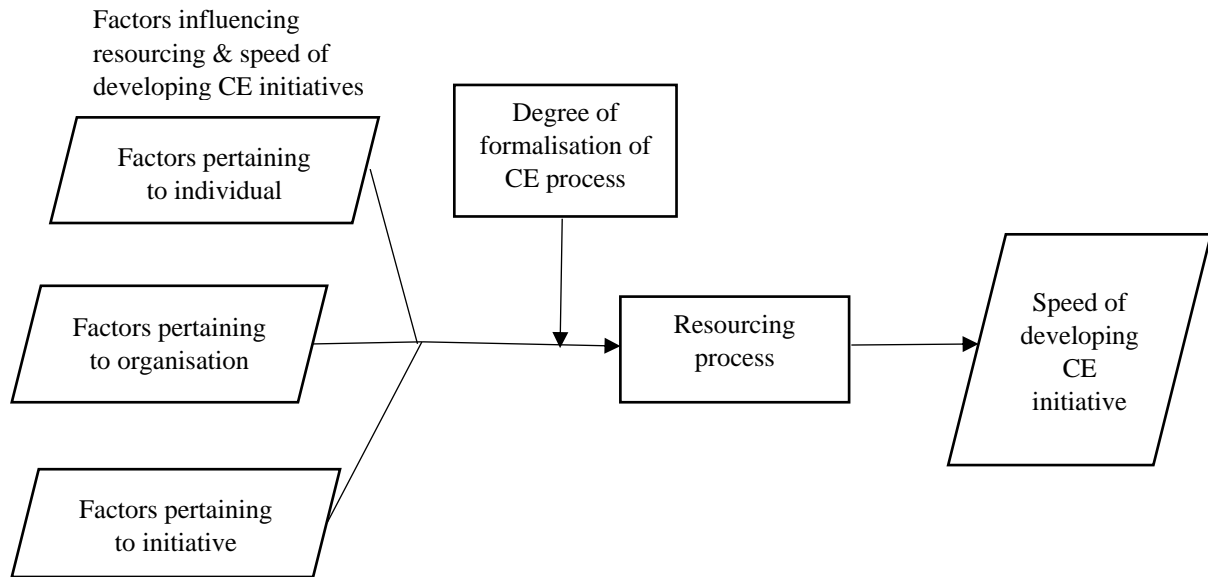 Factors influencing
resourcing & speed of
developing CE initiatives
Factors pertaining
to individual
Degree of
formalisation of
CE process
Factors pertaining
to organisation
Resourcing
process
Speed of
developing
CE
initiative
Factors pertaining
to initiative